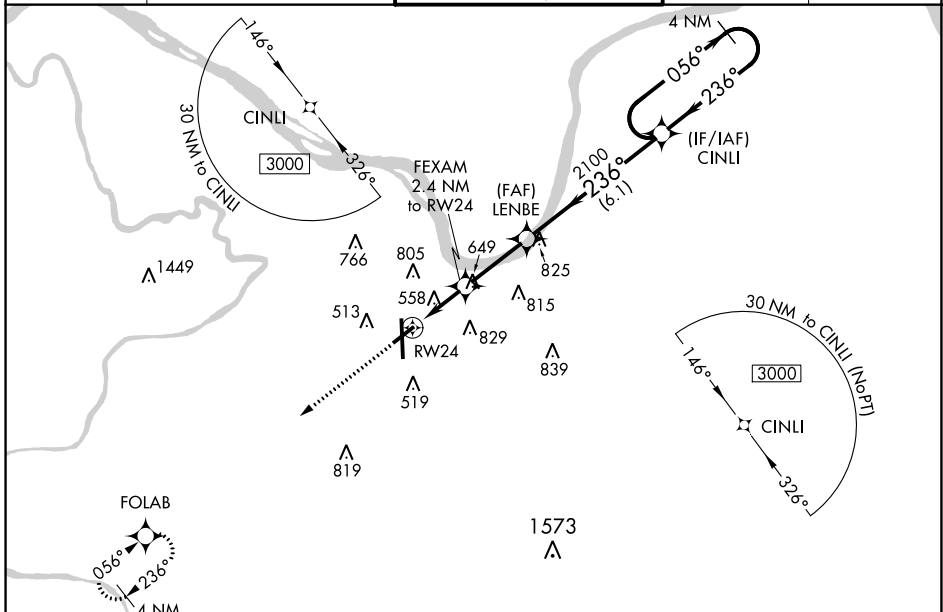 4 NM
056°
236°
(IF/IAF)
CINLI
146°
CINLI
3000
326°
30 NM to CINLI
FEXAM
2.4 NM
to RW24
(FAF)
LENBE
2100
236°
(6.1)
649
825
766
805
1449
558
815
513
829
RW24
839
519
819
30 NM to CINLI (NoPT)
146°
3000
CINLI
326°
FOLAB
056°
236°
4 NM
1573